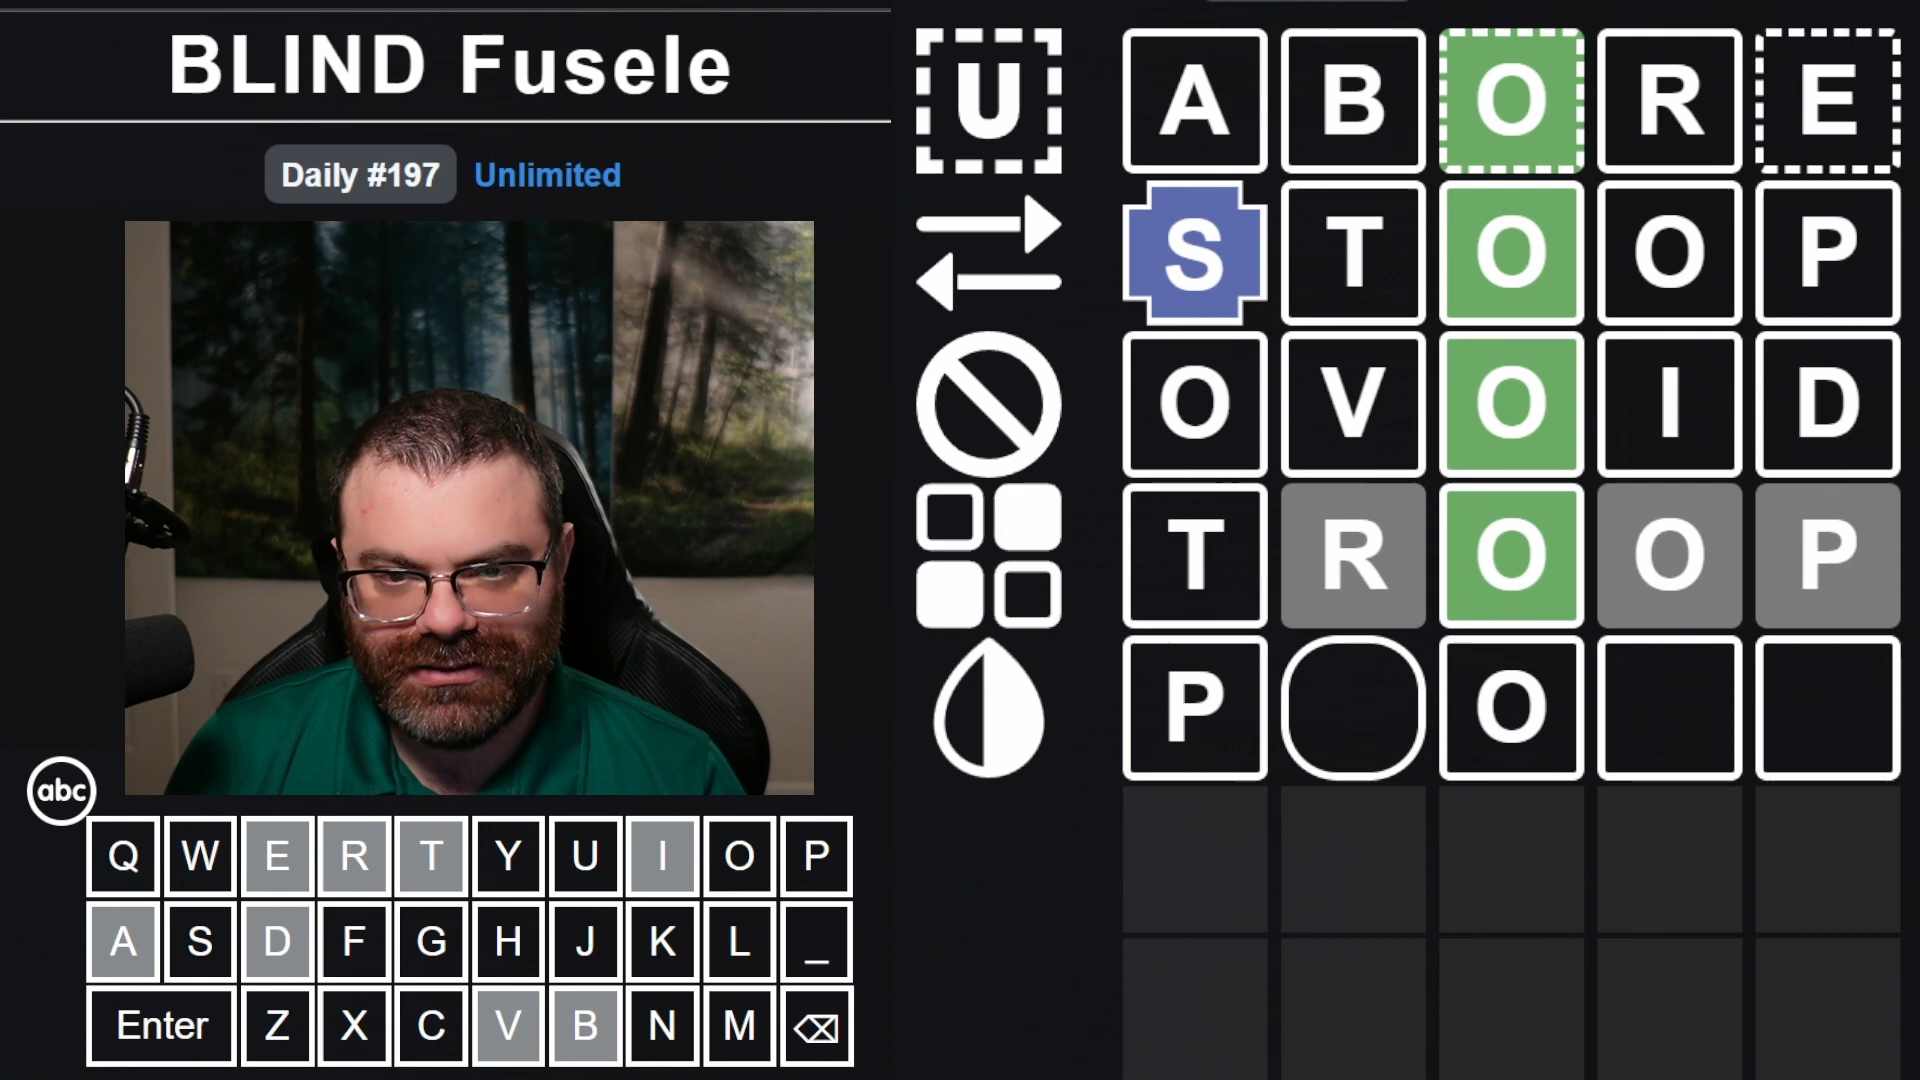 BLIND Fusele
Daily #197 Unlimited
abc
Q W E R T Y U I O P
A S D F G H J K L _
Enter Z X C V B N M
U
A B O R E
S T O O P
O V O I D
T R O O P
P O